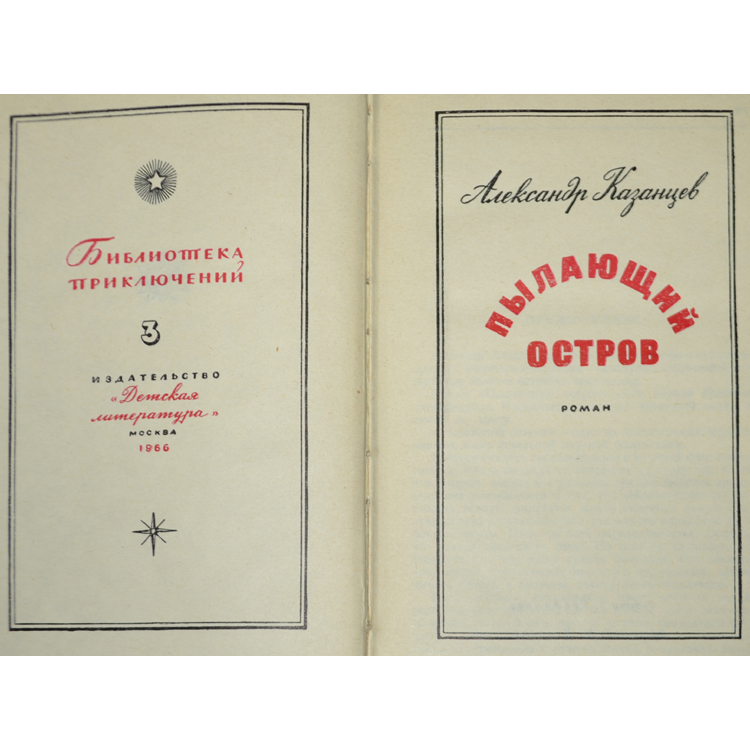 Библиотека
приключений
3
ИЗДАТЕЛЬСТВО
«Детская
литература»
МОСКВА
1966
Александр Казанцев
ПЫЛАЮЩИЙ
ОСТРОВ
РОМАН